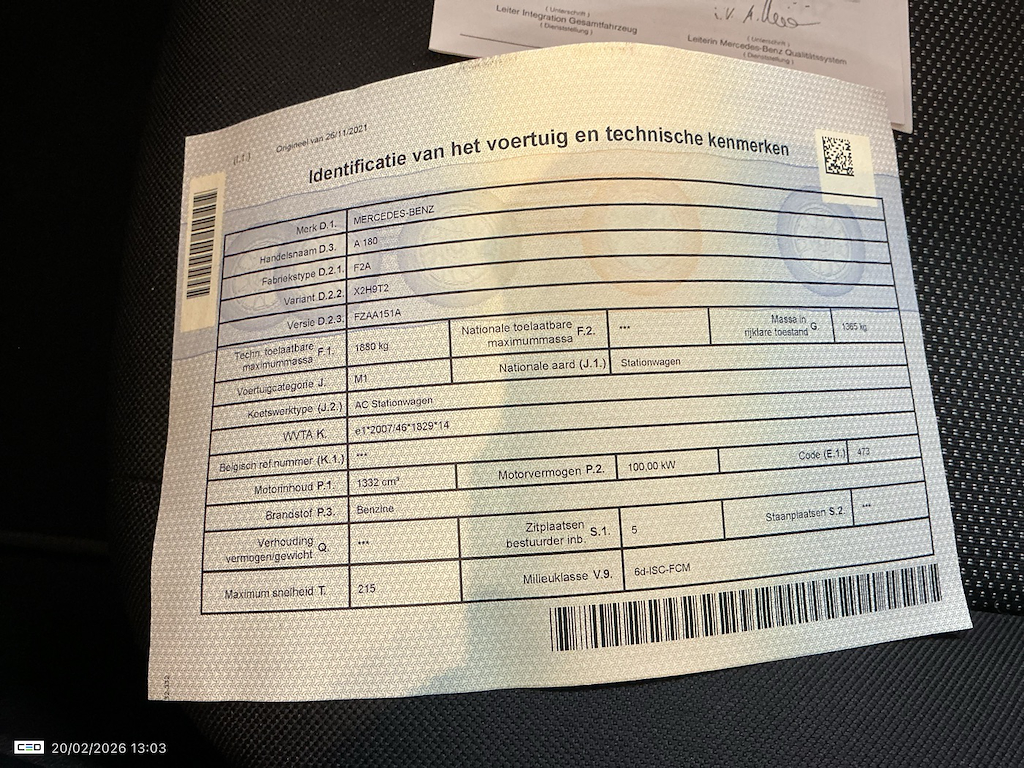 ( Unterschrift )
Leiter Integration Gesamtfahrzeug
( Dienststellung )
i.V.
( Unterschrift )
Leiterin Mercedes-Benz Qualitätssystem
( Dienststellung )
(I.1.) Origineel van 26/11/2021
Identificatie van het voertuig en technische kenmerken
Merk D.1. MERCEDES-BENZ
Handelsnaam D.3. A 180
Fabriekstype D.2.1. F2A
Variant D.2.2. X2H9T2
Versie D.2.3. FZAA151A
Techn. toelaatbare maximummassa F.1. 1880 kg Nationale toelaatbare maximummassa F.2. *** Massa in rijklare toestand G. 1365 kg
Voertuigcategorie J. M1 Nationale aard (J.1.) Stationwagen
Koetswerktype (J.2.) AC Stationwagen
WVTA K. e1*2007/46*1829*14
Belgisch ref.nummer (K.1.) ***
Motorinhoud P.1. 1332 cm³ Motorvermogen P.2. 100,00 kW Code (E.1.) 473
Brandstof P.3. Benzine
Verhouding vermogen/gewicht Q. *** Zitplaatsen bestuurder inb. S.1. 5 Staanplaatsen S.2. ***
Maximum snelheid T. 215 Milieuklasse V.9. 6d-ISC-FCM
CEO 20/02/2026 13:03